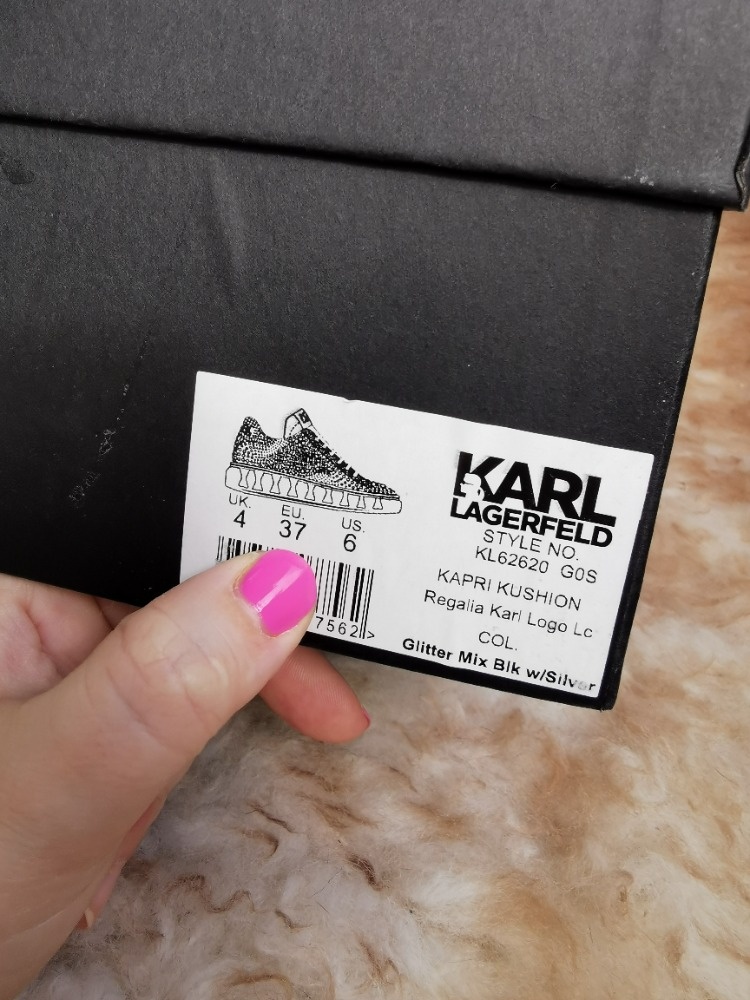 UK. EU. US.
4 37 6
7562>
KARL
LAGERFELD
STYLE NO.
KL62620 G0S
KAPRI KUSHION
Regalia Karl Logo Lc
COL.
Glitter Mix Blk w/Silver